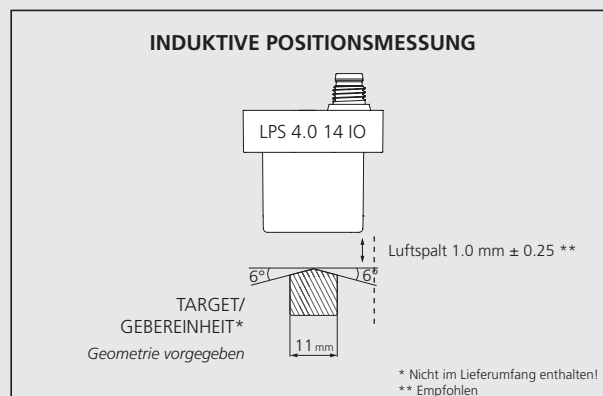 INDUKTIVE POSITIONSMESSUNG
LPS 4.0 14 IO
Luftspalt 1.0 mm ± 0.25 **
6° 6°
TARGET/
GEBEREINHEIT*
Geometrie vorgegeben
11 mm
* Nicht im Lieferumfang enthalten!
** Empfohlen